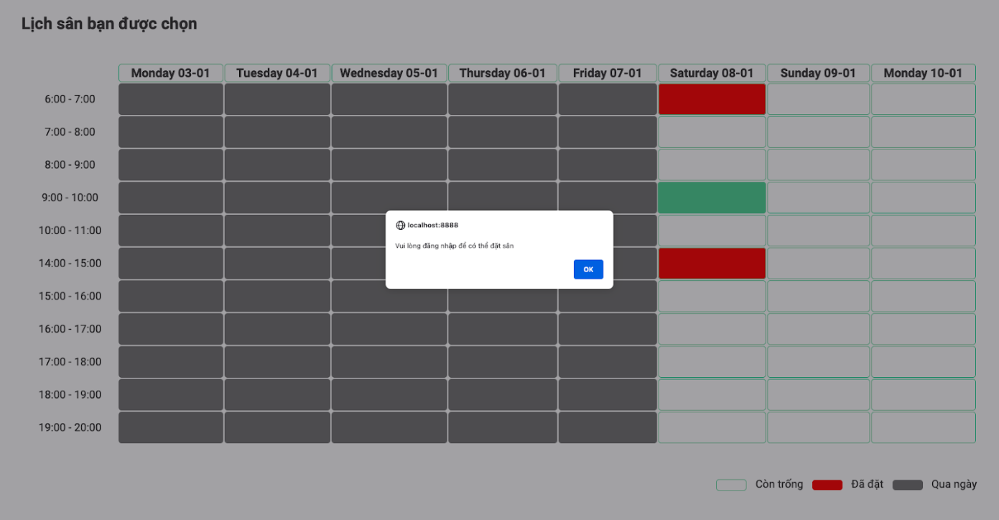 Lịch sân bạn được chọn
Monday 03-01 Tuesday 04-01 Wednesday 05-01 Thursday 06-01 Friday 07-01 Saturday 08-01 Sunday 09-01 Monday 10-01
6:00 - 7:00
7:00 - 8:00
8:00 - 9:00
9:00 - 10:00
10:00 - 11:00
localhost:8888
Vui lòng đăng nhập để có thể đặt sân
OK
14:00 - 15:00
15:00 - 16:00
16:00 - 17:00
17:00 - 18:00
18:00 - 19:00
19:00 - 20:00
Còn trống Đã đặt Qua ngày